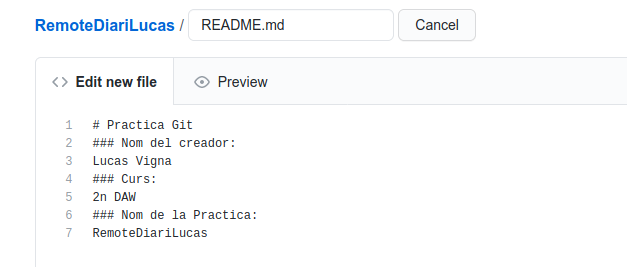 RemoteDiariLucas / README.md Cancel
Edit new file Preview
1 # Practica Git
2 ### Nom del creador:
3 Lucas Vigna
4 ### Curs:
5 2n DAW
6 ### Nom de la Practica:
7 RemoteDiariLucas